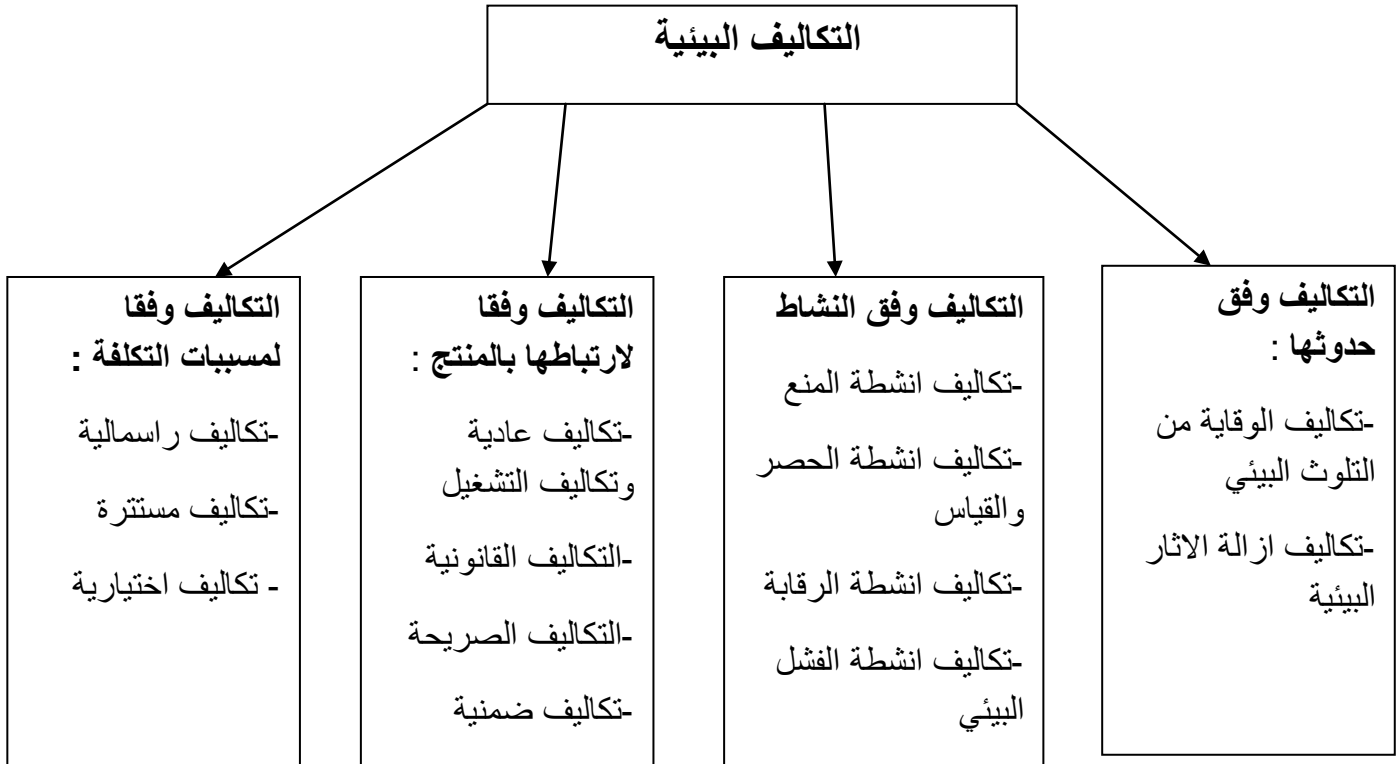 التكاليف البيئية
التكاليف وفق
حدوثها :
-تكاليف الوقاية من
التلوث البيئي
-تكاليف ازالة الاثار
البيئية
التكاليف وفق النشاط
-تكاليف انشطة المنع
-تكاليف انشطة الحصر
والقياس
-تكاليف انشطة الرقابة
-تكاليف انشطة الفشل
البيئي
التكاليف وفقا
لارتباطها بالمنتج :
-تكاليف عادية
وتكاليف التشغيل
-التكاليف القانونية
-التكاليف الصريحة
-تكاليف ضمنية
التكاليف وفقا
لمسببات التكلفة :
-تكاليف راسمالية
-تكاليف مستترة
- تكاليف اختيارية